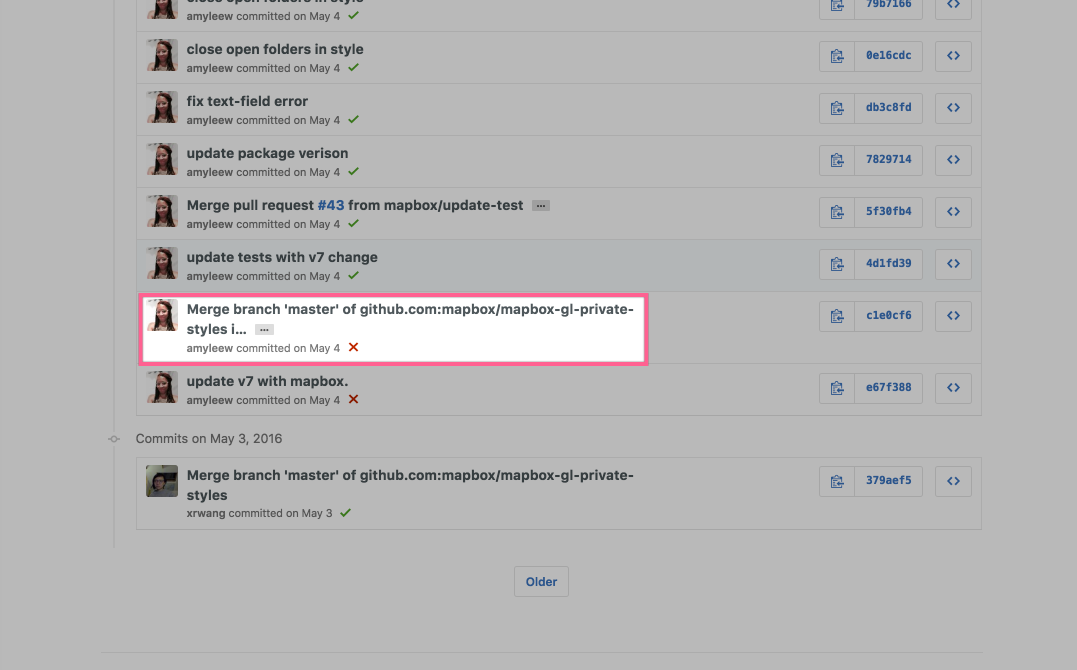 close open folders in style
amyleew committed on May 4
79b7166
close open folders in style
amyleew committed on May 4
0e16cdc
fix text-field error
amyleew committed on May 4
db3c8fd
update package verison
amyleew committed on May 4
7829714
Merge pull request #43 from mapbox/update-test …
amyleew committed on May 4
5f30fb4
update tests with v7 change
amyleew committed on May 4
4d1fd39
Merge branch 'master' of github.com:mapbox/mapbox-gl-private-
styles i... …
amyleew committed on May 4
c1e0cf6
update v7 with mapbox.
amyleew committed on May 4
e67f388
Commits on May 3, 2016
Merge branch 'master' of github.com:mapbox/mapbox-gl-private-
styles
xrwang committed on May 3
379aef5
Older